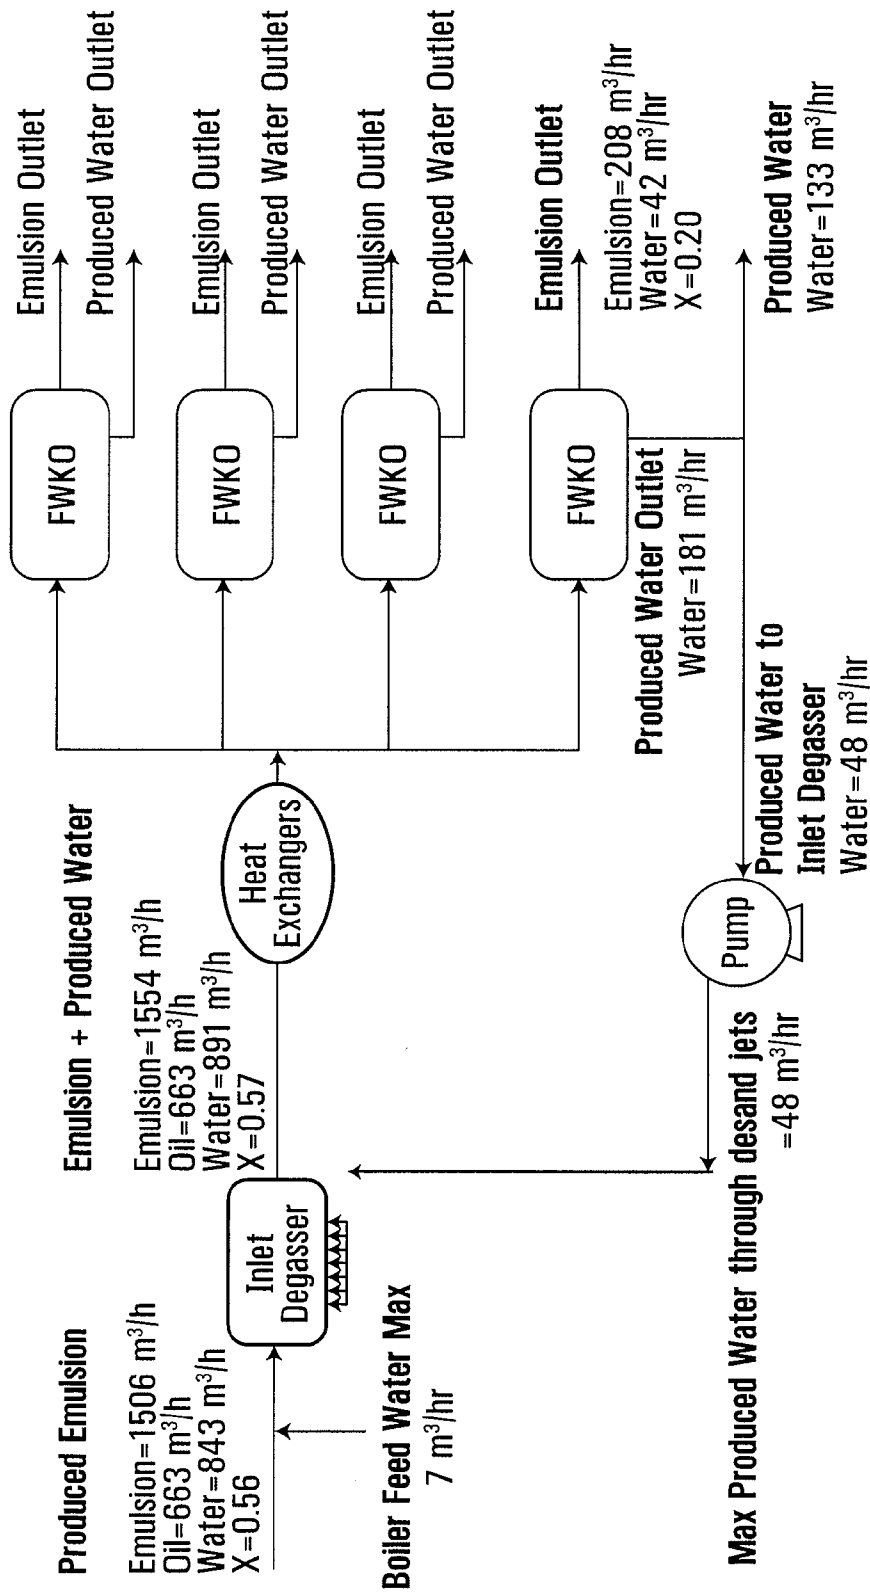 Produced Emulsion
Emulsion=1506 m³/h
Oil=663 m³/h
Water=843 m³/h
X=0.56
Boiler Feed Water Max
7 m³/hr
Inlet
Degasser
Emulsion + Produced Water
Emulsion=1554 m³/h
Oil=663 m³/h
Water=891 m³/h
X=0.57
Heat
Exchangers
FWKO
Emulsion Outlet
Produced Water Outlet
FWKO
Emulsion Outlet
Produced Water Outlet
FWKO
Emulsion Outlet
Produced Water Outlet
FWKO
Emulsion Outlet
Emulsion=208 m³/hr
Water=42 m³/hr
X=0.20
Produced Water Outlet
Water=181 m³/hr
Produced Water
Water=133 m³/hr
Produced Water to
Inlet Degasser
Water=48 m³/hr
Pump
Max Produced Water through desand jets
=48 m³/hr